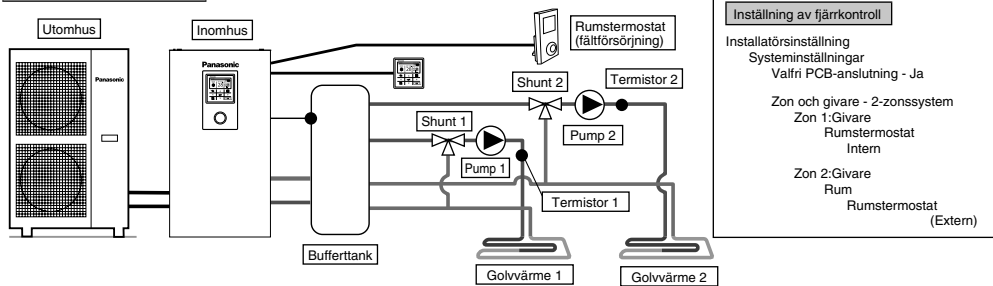 Utomhus
Inomhus
Panasonic
Panasonic
Rumstermostat
(fältförsörjning)
Shunt 2
Termistor 2
Shunt 1
Pump 2
Pump 1
Termistor 1
Bufferttank
Golvvärme 1
Golvvärme 2
Inställning av fjärrkontroll
Installatörsinställning
Systeminställningar
Valfri PCB-anslutning - Ja
Zon och givare - 2-zonssystem
Zon 1:Givare
Rumstermostat
Intern
Zon 2:Givare
Rum
Rumstermostat
(Extern)